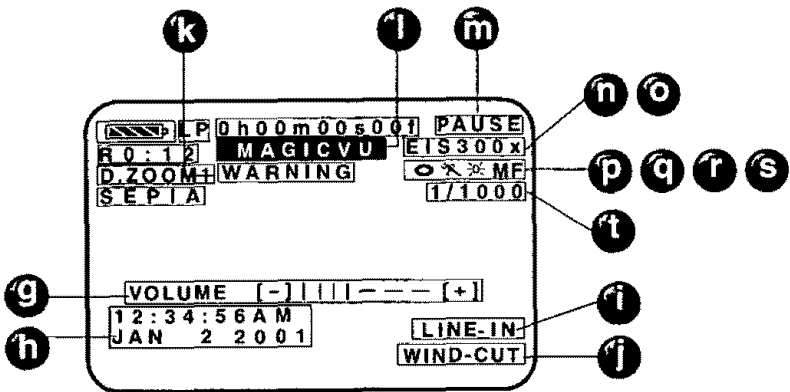 k l m
n o
LP 0h00m00s00f PAUSE
R0:12 MAGICVU EIS300x
D.ZOOM WARNING MF
p q r s
SEPIA 1/1000
t
g VOLUME [-]||||---[+]
12:34:56AM
h JAN 2 2001 LINE-IN i
WIND-CUT j